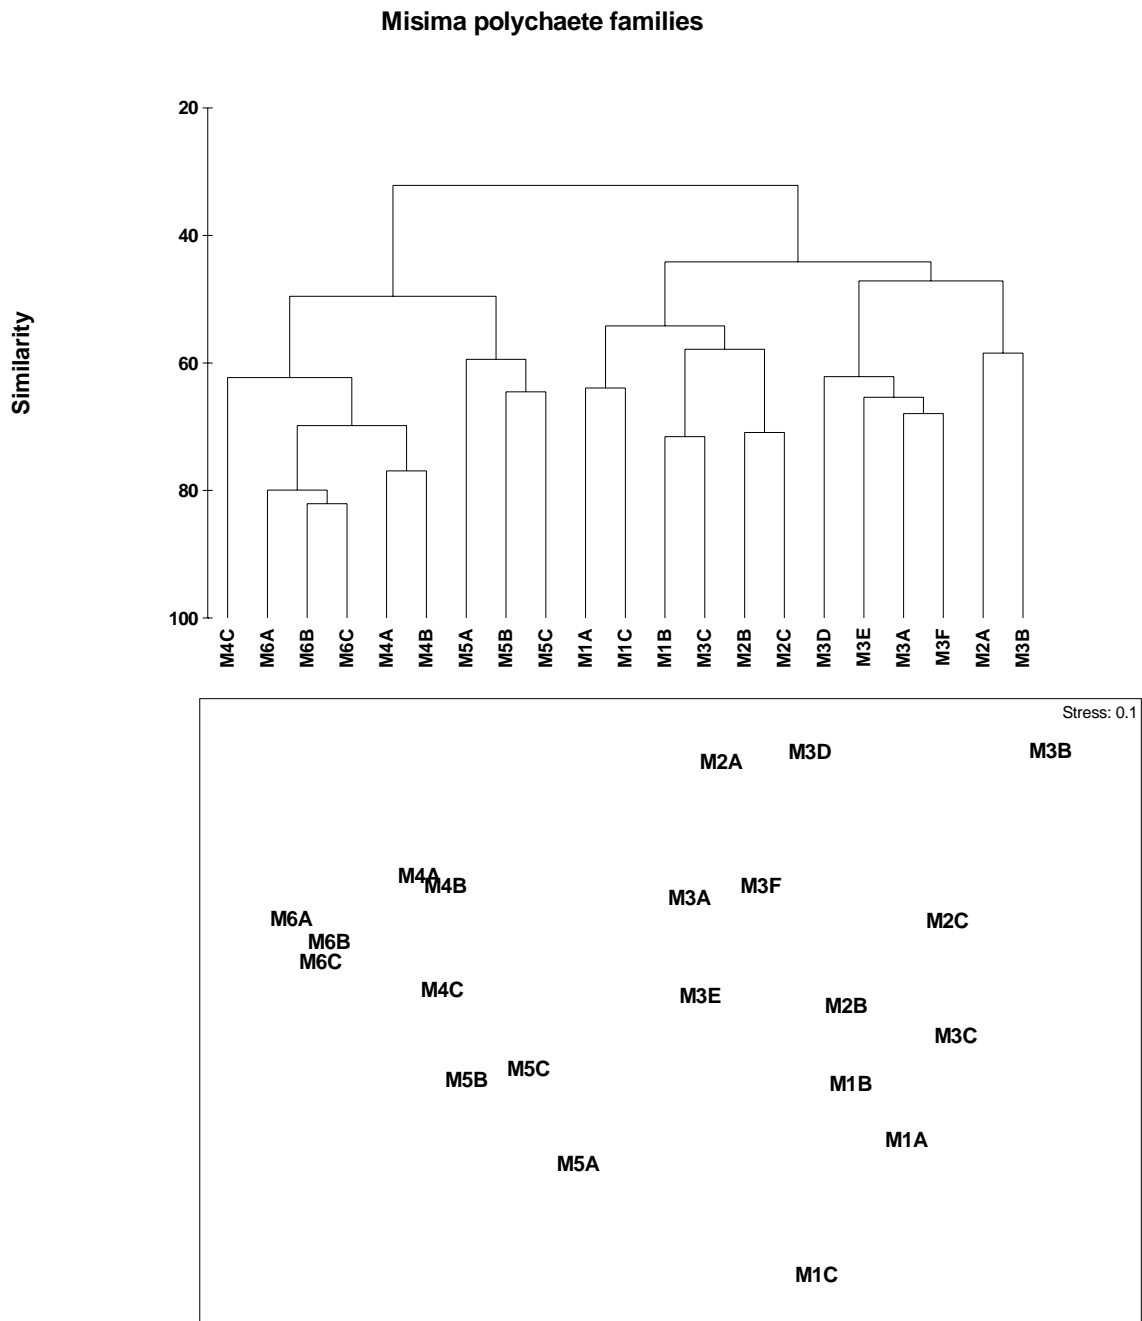 Misima polychaete families
20
40
60
80
100
Similarity
M4C M6A M6B M6C M4A M4B M5A M5B M5C M1A M1C M1B M3C M2B M2C M3D M3E M3A M3F M2A M3B
Stress: 0.1
M2A M3D M3B
M4A M4B M3A M3F
M6A M2C
M6B
M6C
M4C M3E M2B
M3C
M5B M5C M1B
M1A
M5A
M1C